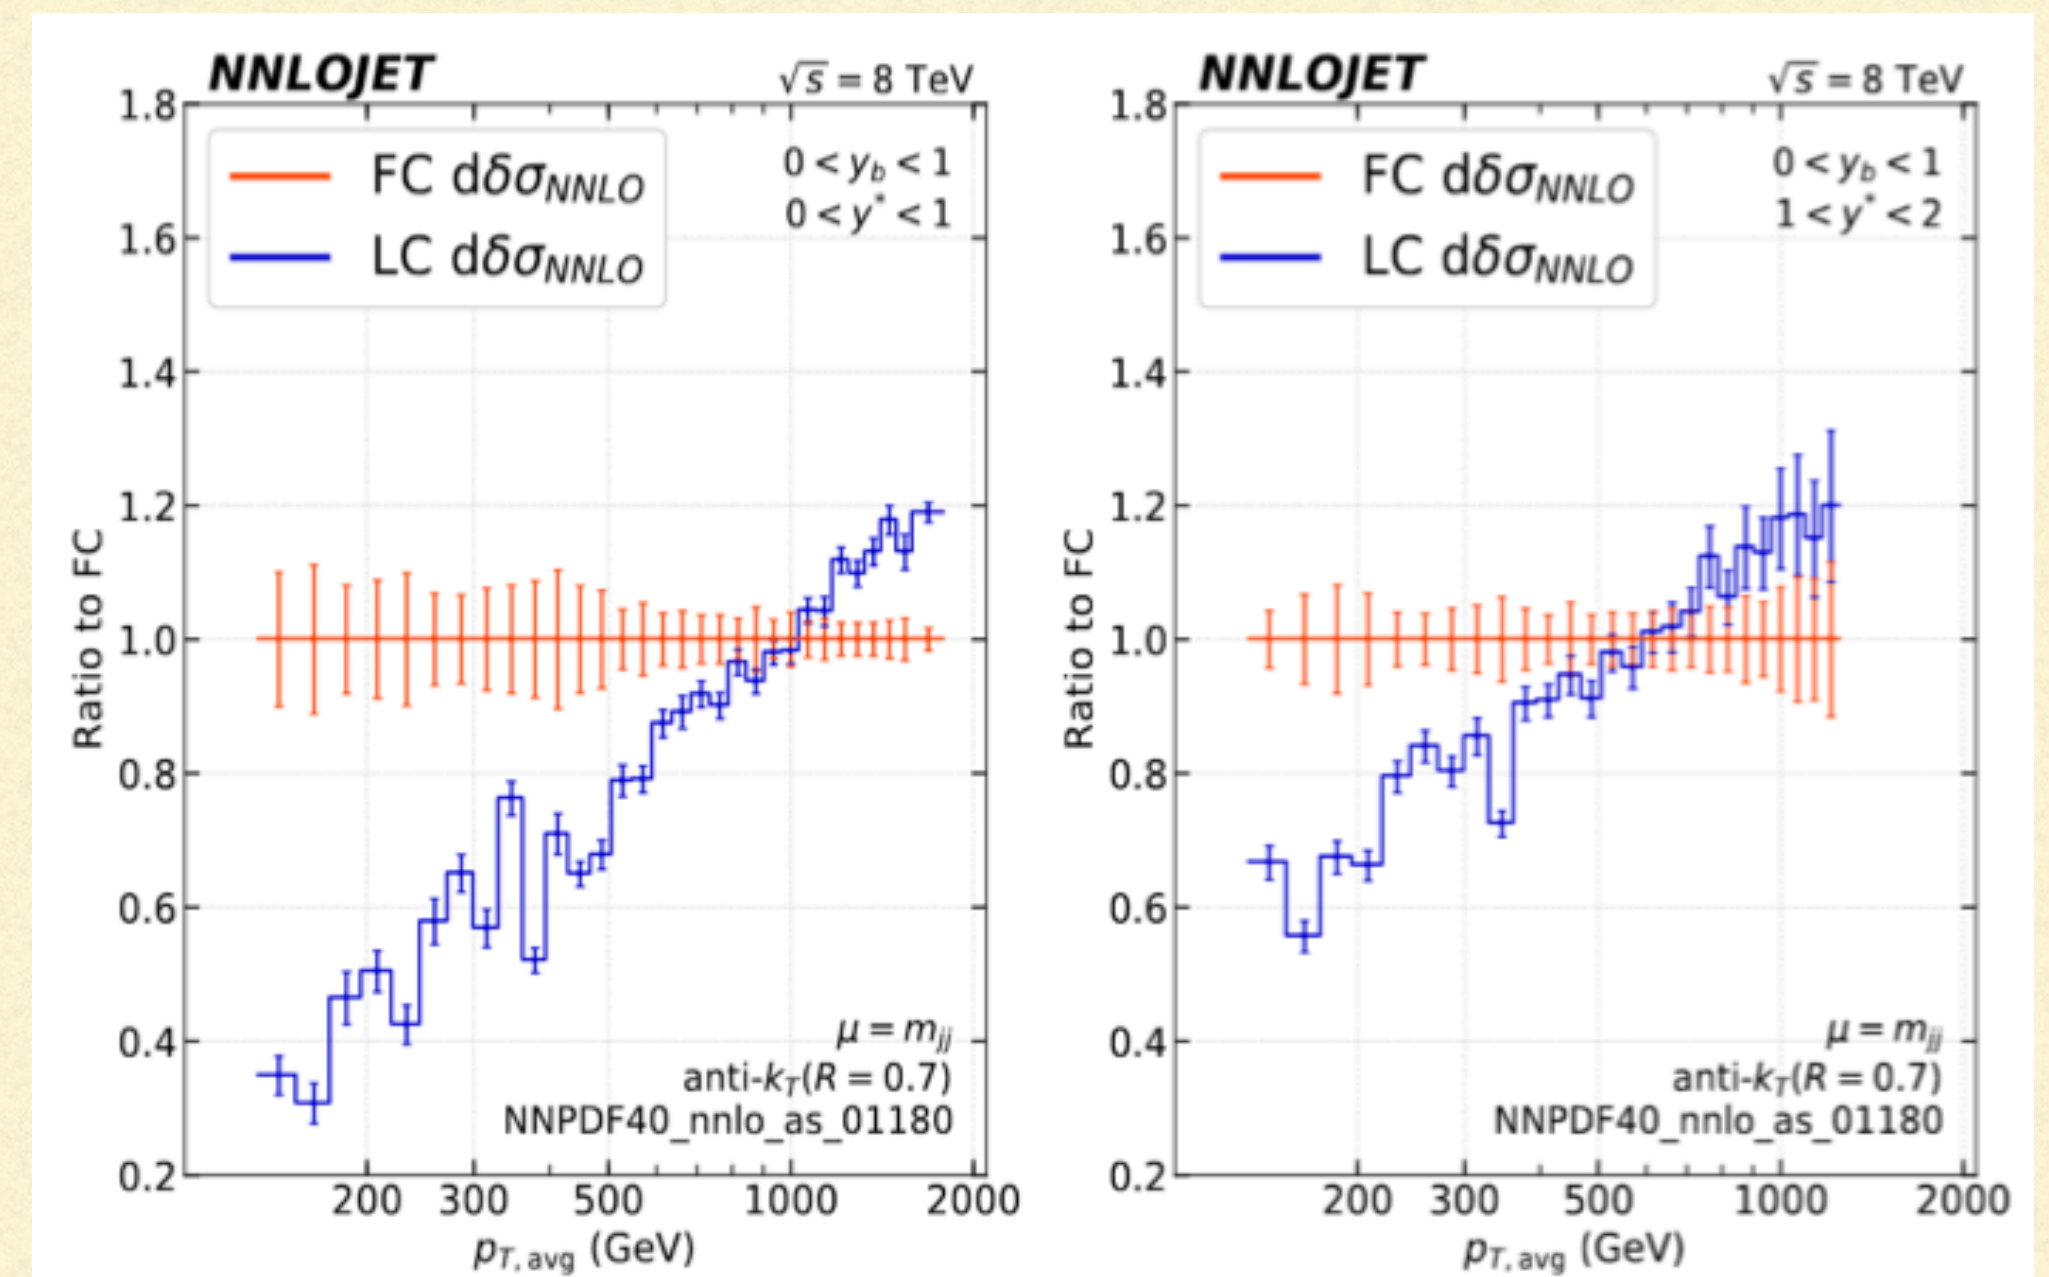 NNLOJET √s = 8 TeV
FC dδσNNLO
LC dδσNNLO
0 < yb < 1
0 < y* < 1
Ratio to FC
1.8
1.6
1.4
1.2
1.0
0.8
0.6
0.4
0.2
μ = mjj
anti-kT(R = 0.7)
NNPDF40_nnlo_as_01180
200 300 500 1000 2000
pT, avg (GeV)
NNLOJET √s = 8 TeV
FC dδσNNLO
LC dδσNNLO
0 < yb < 1
1 < y* < 2
Ratio to FC
1.8
1.6
1.4
1.2
1.0
0.8
0.6
0.4
0.2
μ = mjj
anti-kT(R = 0.7)
NNPDF40_nnlo_as_01180
200 300 500 1000 2000
pT, avg (GeV)